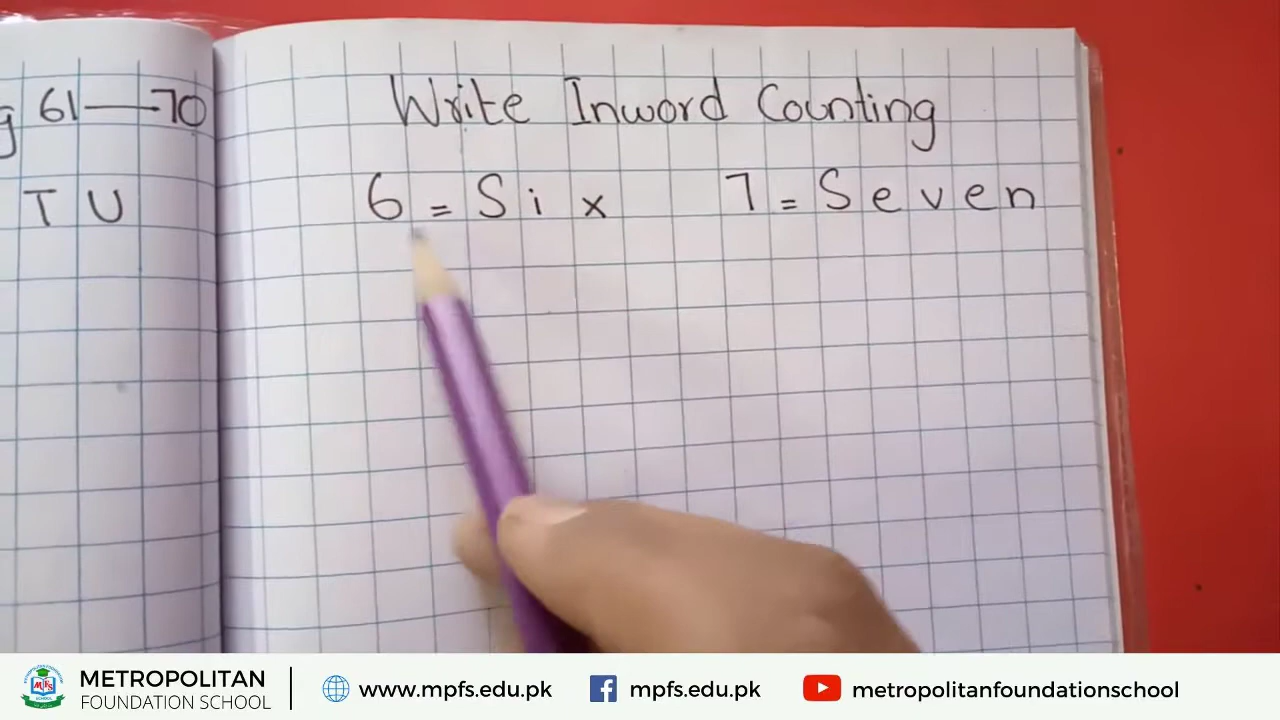 61—70
T U
Write Inword Counting
6 = Six 7 = Seven
METROPOLITAN
FOUNDATION SCHOOL
www.mpfs.edu.pk
mpfs.edu.pk
metropolitanfoundationschool